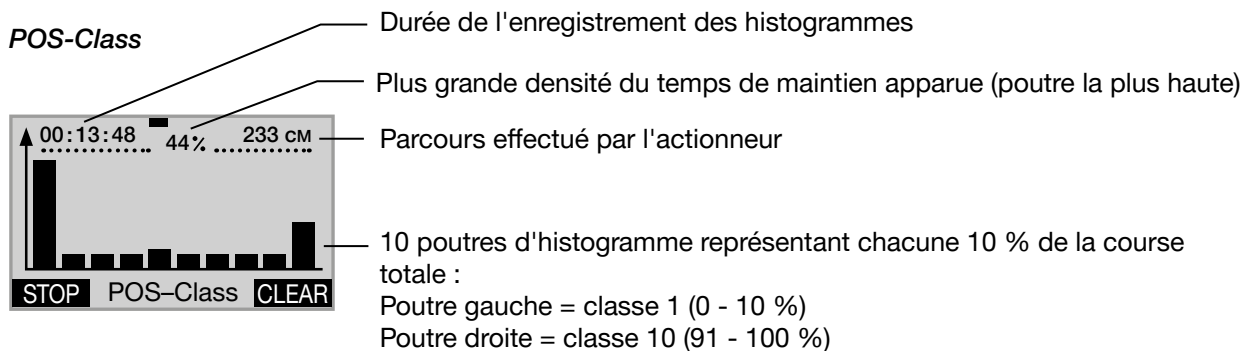 POS-Class
Durée de l'enregistrement des histogrammes
Plus grande densité du temps de maintien apparue (poutre la plus haute)
00:13:48 44% 233 CM
Parcours effectué par l'actionneur
10 poutres d'histogramme représentant chacune 10 % de la course
totale :
Poutre gauche = classe 1 (0 - 10 %)
Poutre droite = classe 10 (91 - 100 %)
STOP POS–Class CLEAR